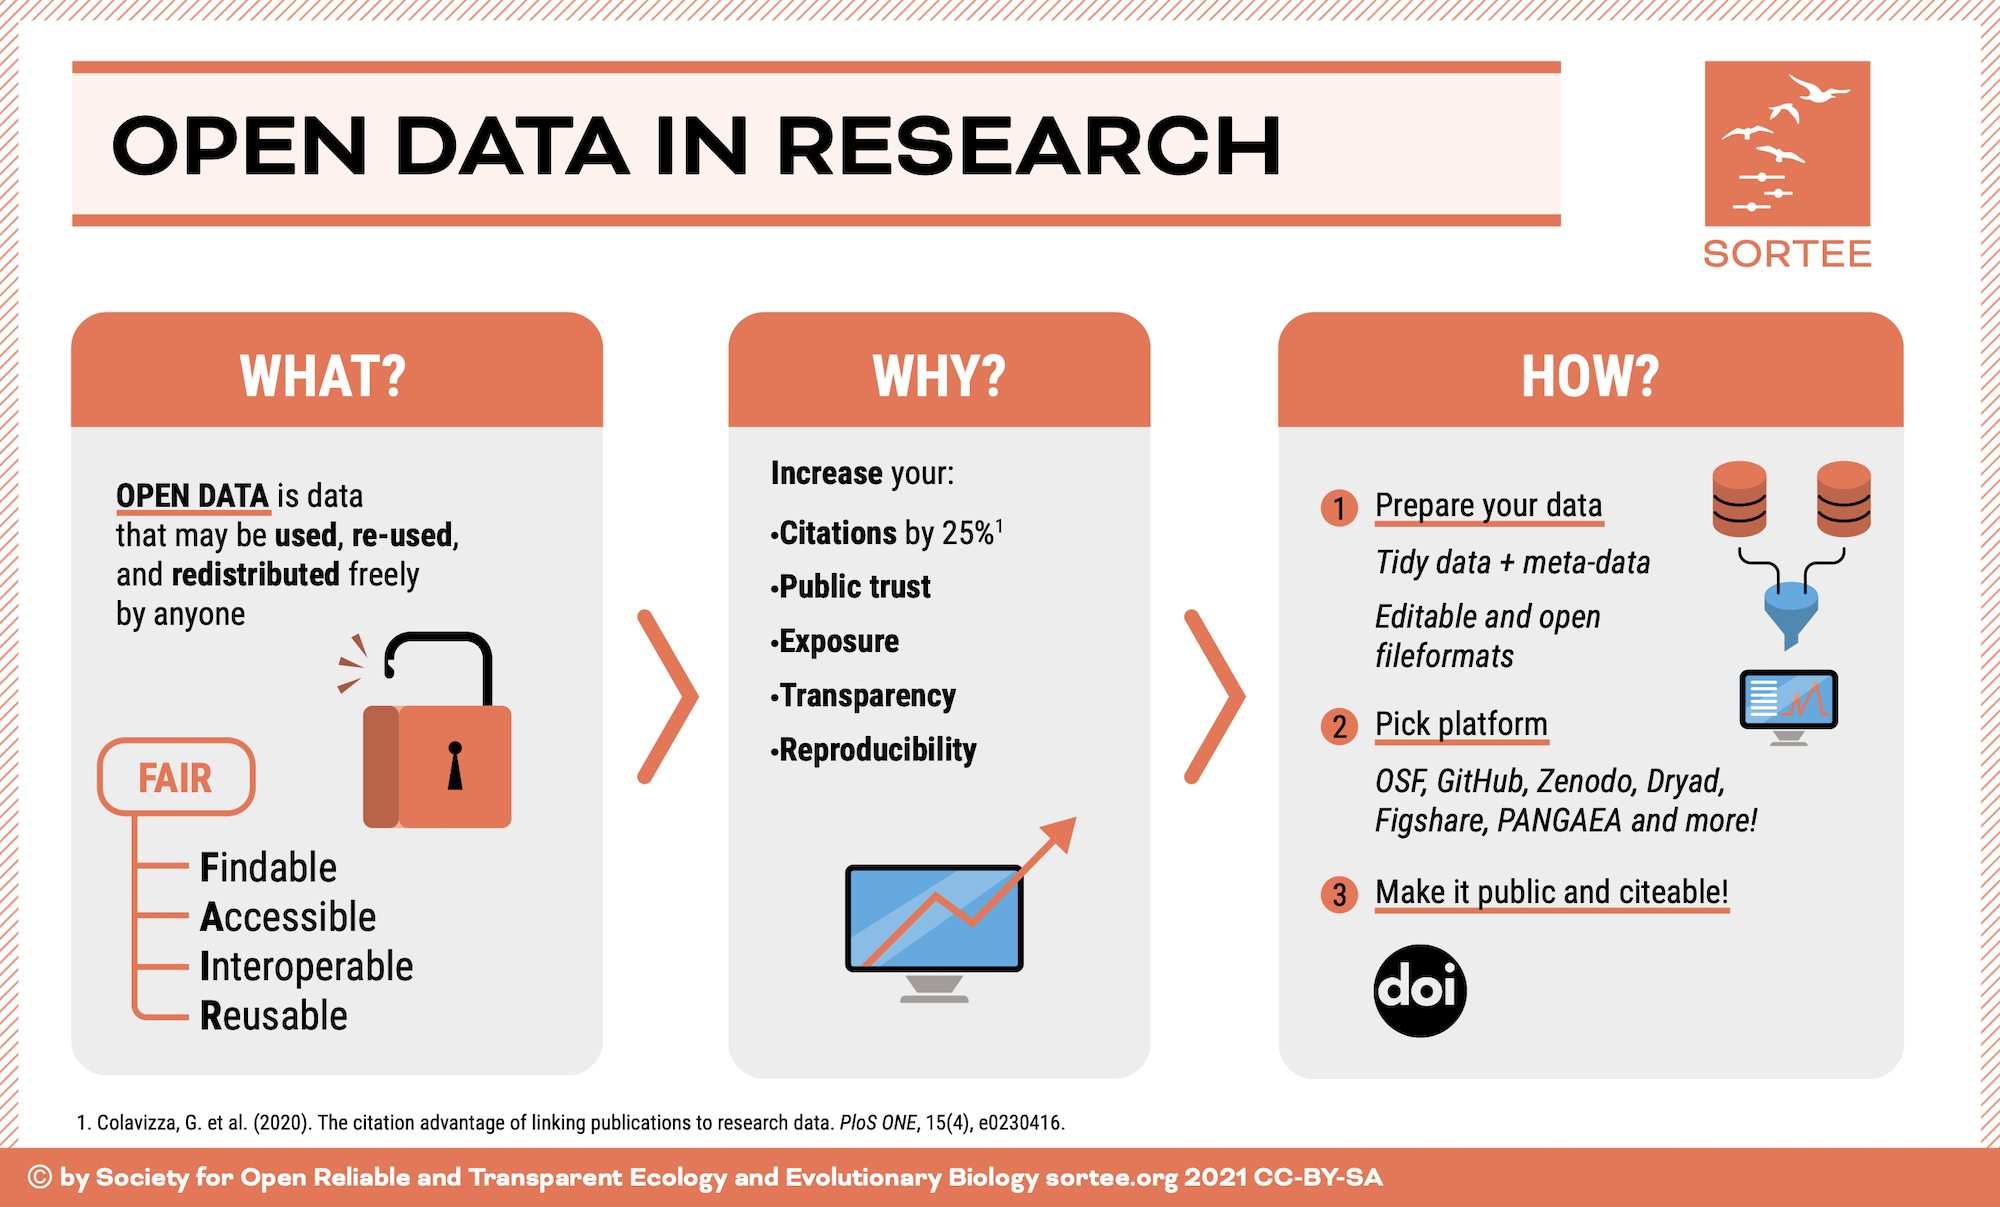 OPEN DATA IN RESEARCH
SORTEE
WHAT?
OPEN DATA is data
that may be used, re-used,
and redistributed freely
by anyone
FAIR
Findable
Accessible
Interoperable
Reusable
WHY?
Increase your:
•Citations by 25%¹
•Public trust
•Exposure
•Transparency
•Reproducibility
HOW?
1 Prepare your data
Tidy data + meta-data
Editable and open
fileformats
2 Pick platform
OSF, GitHub, Zenodo, Dryad,
Figshare, PANGAEA and more!
3 Make it public and citeable!
doi
1. Colavizza, G. et al. (2020). The citation advantage of linking publications to research data. PloS ONE, 15(4), e0230416.
© by Society for Open Reliable and Transparent Ecology and Evolutionary Biology sortee.org 2021 CC-BY-SA